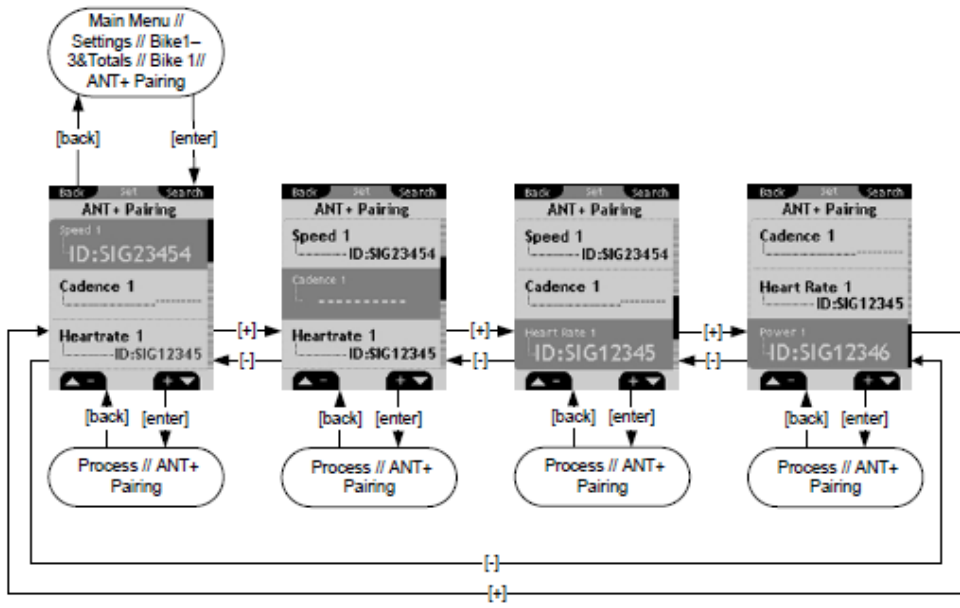 Main Menu //
Settings // Bike1–
3&Totals // Bike 1//
ANT+ Pairing
[back]
[enter]
Back Set Search
ANT+ Pairing
Speed 1
ID:SIG23454
Cadence 1
Heartrate 1
ID:SIG12345
-
+
Back Set Search
ANT+ Pairing
Speed 1
ID:SIG23454
Cadence 1
Heartrate 1
ID:SIG12345
-
+
Back Set Search
ANT+ Pairing
Speed 1
ID:SIG23454
Cadence 1
Heart Rate 1
ID:SIG12345
-
+
Back Set Search
ANT+ Pairing
Cadence 1
Heart Rate 1
ID:SIG12345
Power 1
ID:SIG12346
-
+
[+]
[-]
[+]
[-]
[+]
[-]
[back] [enter]
Process // ANT+
Pairing
[back] [enter]
Process // ANT+
Pairing
[back] [enter]
Process // ANT+
Pairing
[back] [enter]
Process // ANT+
Pairing
[-]
[+]